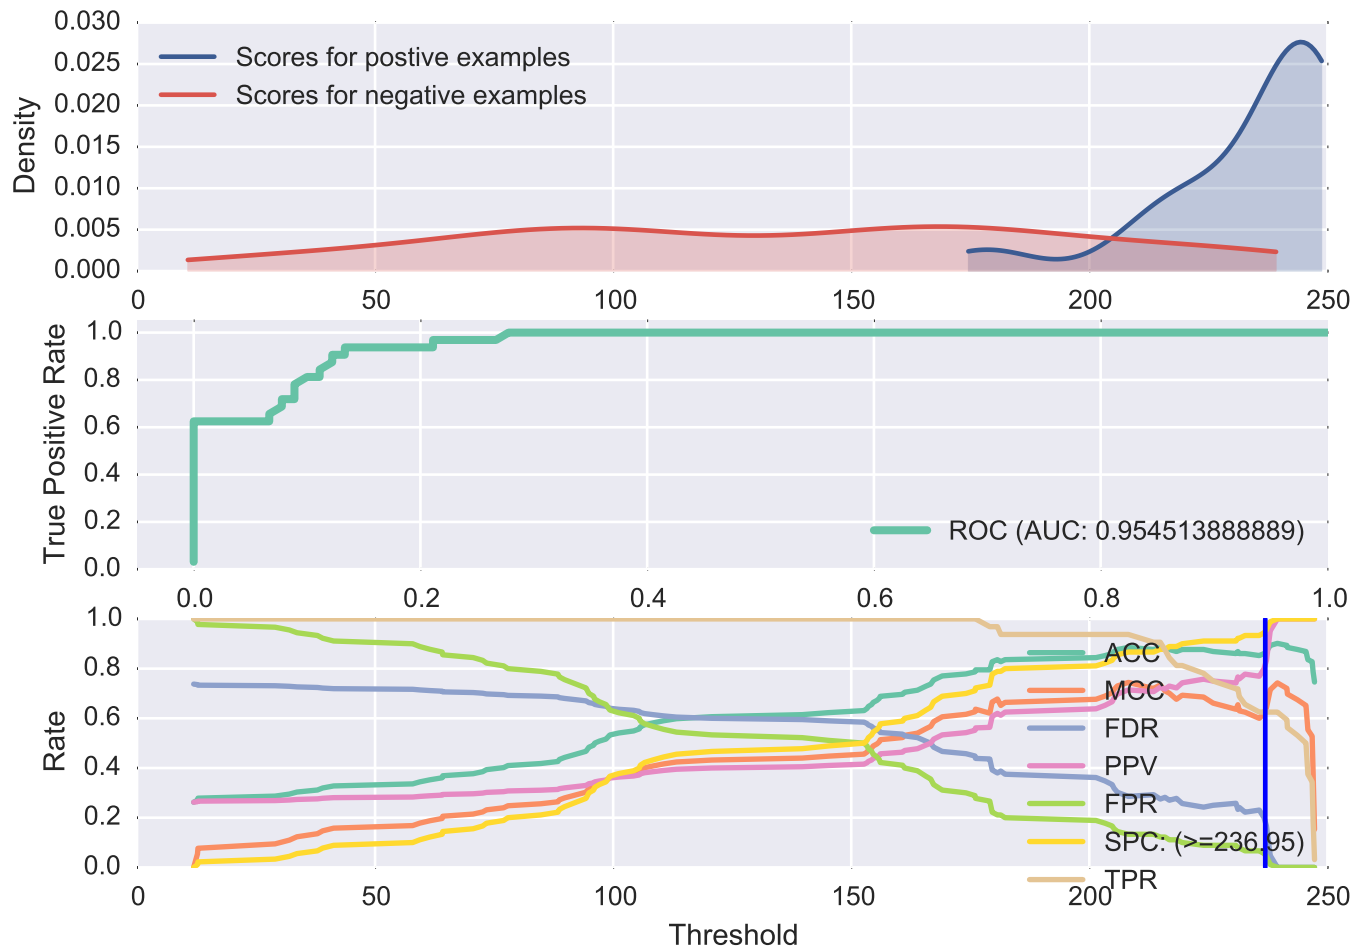 0.030
0.025
0.020
0.015
0.010
0.005
0.000
Density
Scores for postive examples
Scores for negative examples
0 50 100 150 200 250
1.0
0.8
0.6
0.4
0.2
0.0
True Positive Rate
ROC (AUC: 0.954513888889)
0.0 0.2 0.4 0.6 0.8 1.0
1.0
0.8
0.6
0.4
0.2
0.0
Rate
ACC
MCC
FDR
PPV
FPR
SPC: (>=236.95)
TPR
0 50 100 150 200 250
Threshold